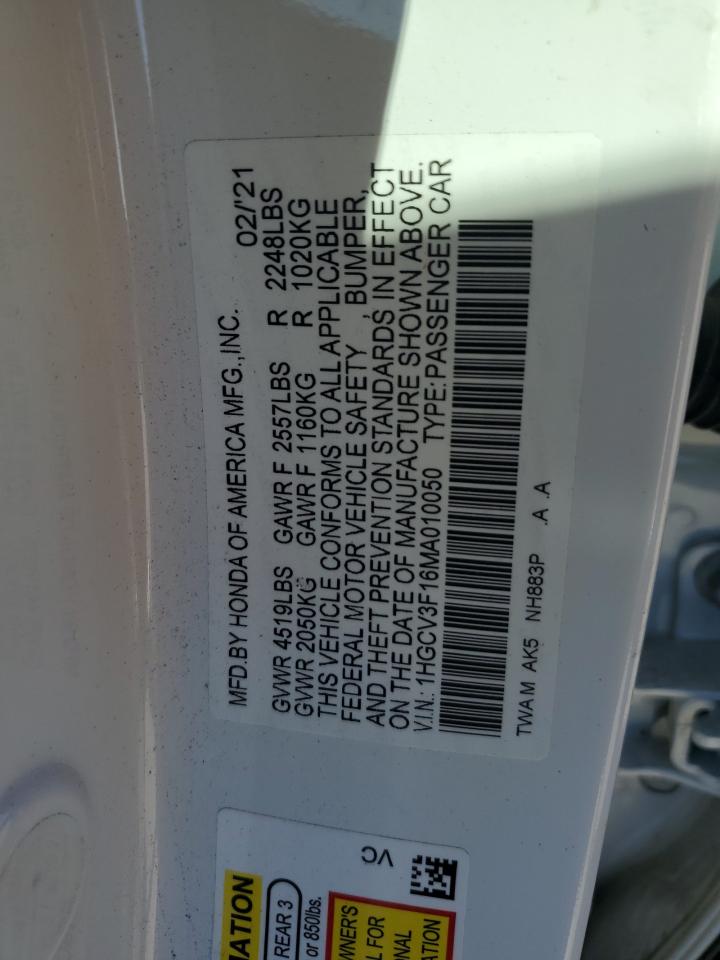 MFD.BY HONDA OF AMERICA MFG.,INC. 02/'21
GVWR 4519LBS GAWR F 2557LBS R 2248LBS
GVWR 2050KG GAWR F 1160KG R 1020KG
THIS VEHICLE CONFORMS TO ALL APPLICABLE
FEDERAL MOTOR VEHICLE SAFETY , BUMPER,
AND THEFT PREVENTION STANDARDS IN EFFECT
ON THE DATE OF MANUFACTURE SHOWN ABOVE.
V.I.N.: 1HGCV3F16MA010050 TYPE: PASSENGER CAR
TWA M AK5 NH883P .A .A
VC
MATION
REAR 3
or 850lbs.
WNER'S
L FOR
ONAL
ATION